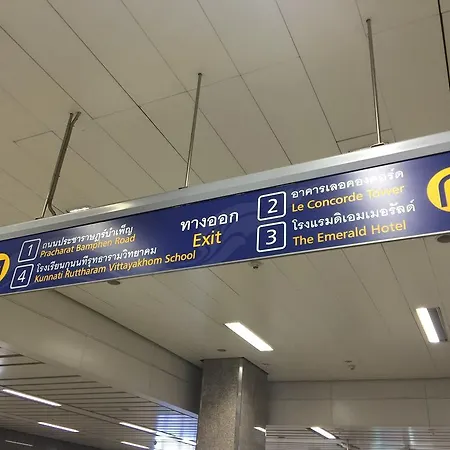 1 ถนนประชาราษฎร์บำเพ็ญ
Pracharat Bamphen Road
4 โรงเรียนกุนนทีรุทธารามวิทยาคม
Kunnati Ruttharam Vittayakhom School
ทางออก
Exit
2 อาคารเลอคองคอร์ด
Le Concorde Tower
3 โรงแรมดิเอมเมอรัลด์
The Emerald Hotel